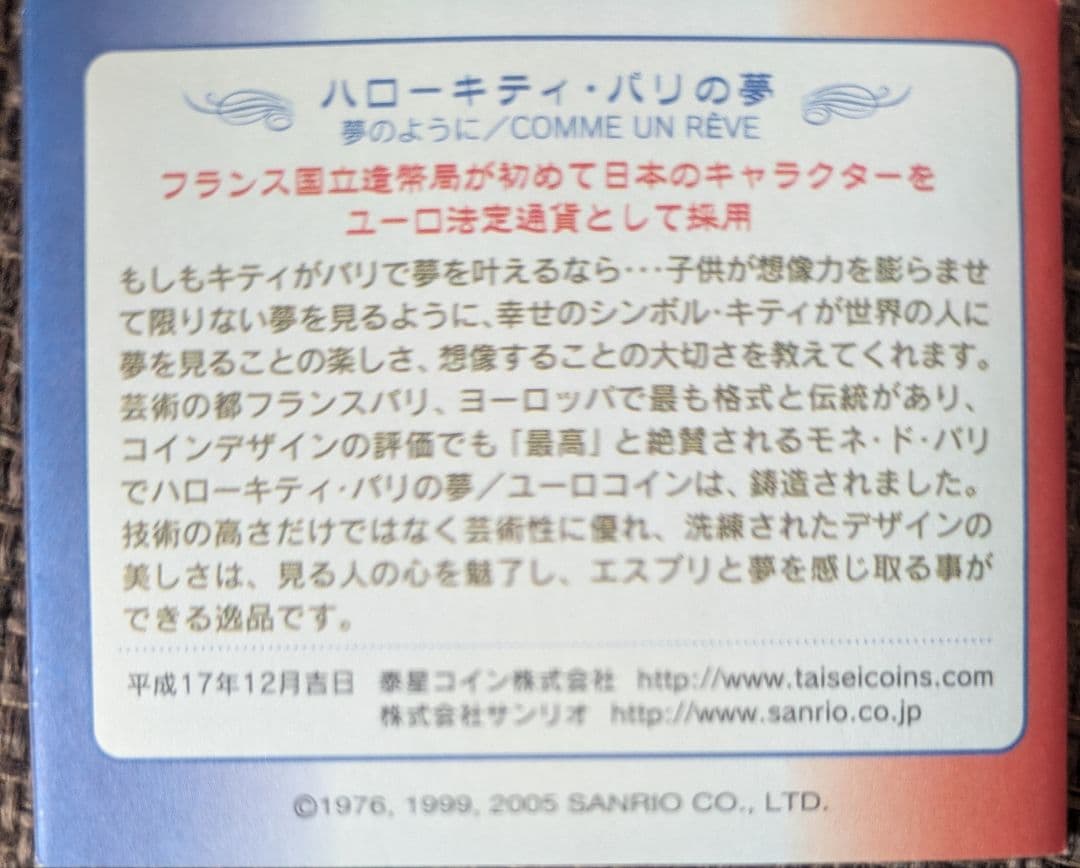 ハローキティ・パリの夢
夢のように／COMME UN RÊVE
フランス国立造幣局が初めて日本のキャラクターを
ユーロ法定通貨として採用
もしもキティがパリで夢を叶えるなら…子供が想像力を膨らませ
て限りない夢を見るように、幸せのシンボル・キティが世界の人に
夢を見ることの楽しさ、想像することの大切さを教えてくれます。
芸術の都フランスパリ、ヨーロッパで最も格式と伝統があり、
コインデザインの評価でも「最高」と絶賛されるモネ・ド・パリ
でハローキティ・パリの夢／ユーロコインは、鋳造されました。
技術の高さだけではなく芸術性に優れ、洗練されたデザインの
美しさは、見る人の心を魅了し、エスプリと夢を感じ取る事が
できる逸品です。
平成17年12月吉日 泰星コイン株式会社 http://www.taiseicoins.com
株式会社サンリオ http://www.sanrio.co.jp
©1976, 1999, 2005 SANRIO CO., LTD.